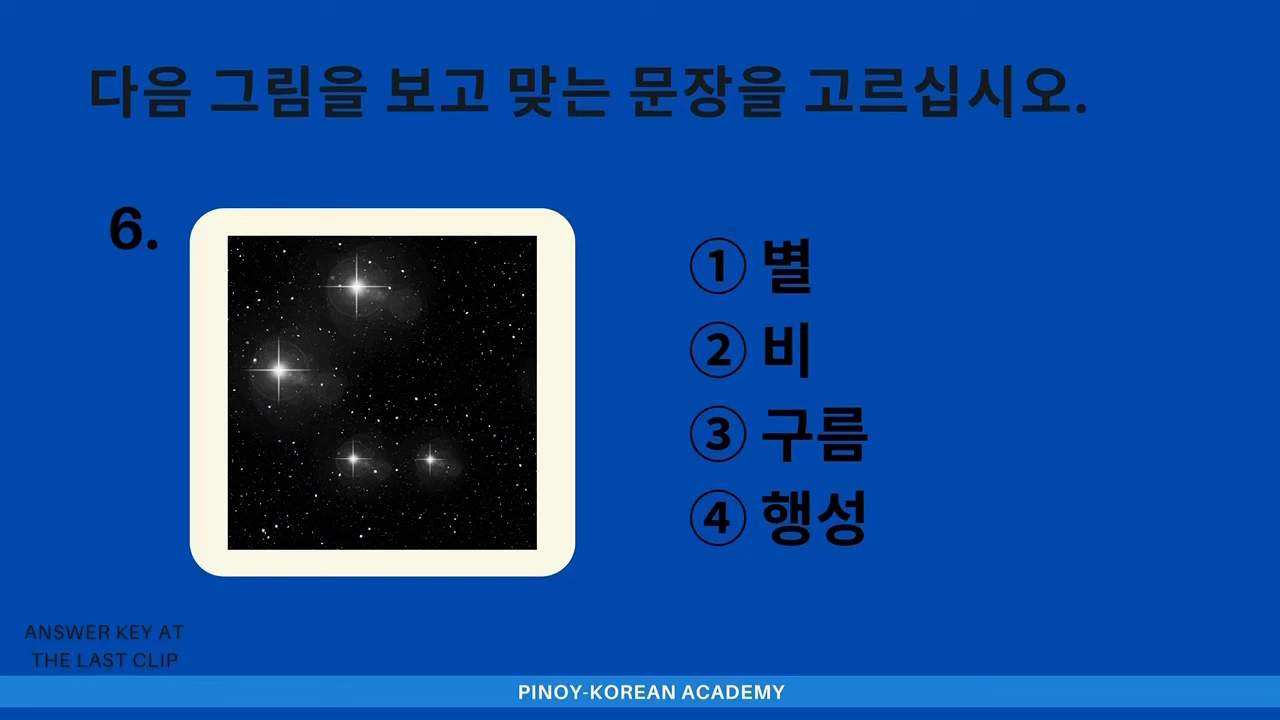 다음 그림을 보고 맞는 문장을 고르십시오.
6.
① 별
② 비
③ 구름
④ 행성
ANSWER KEY AT
THE LAST CLIP
PINOY-KOREAN ACADEMY